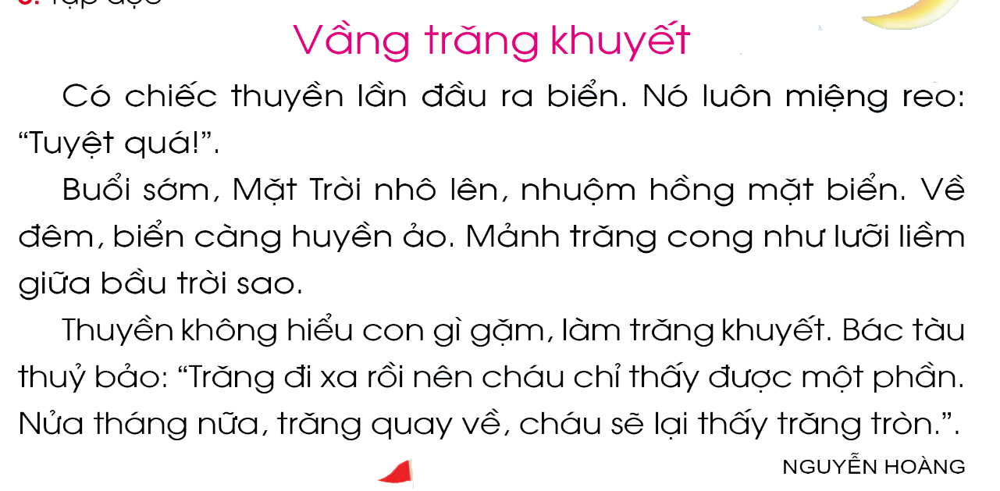 3. Tập đọc
Vầng trăng khuyết
Có chiếc thuyền lần đầu ra biển. Nó luôn miệng reo:
“Tuyệt quá!”.
Buổi sớm, Mặt Trời nhô lên, nhuộm hồng mặt biển. Về
đêm, biển càng huyền ảo. Mảnh trăng cong như lưỡi liềm
giữa bầu trời sao.
Thuyền không hiểu con gì gặm, làm trăng khuyết. Bác tàu
thuỷ bảo: “Trăng đi xa rồi nên cháu chỉ thấy được một phần.
Nửa tháng nữa, trăng quay về, cháu sẽ lại thấy trăng tròn.”.
NGUYỄN HOÀNG